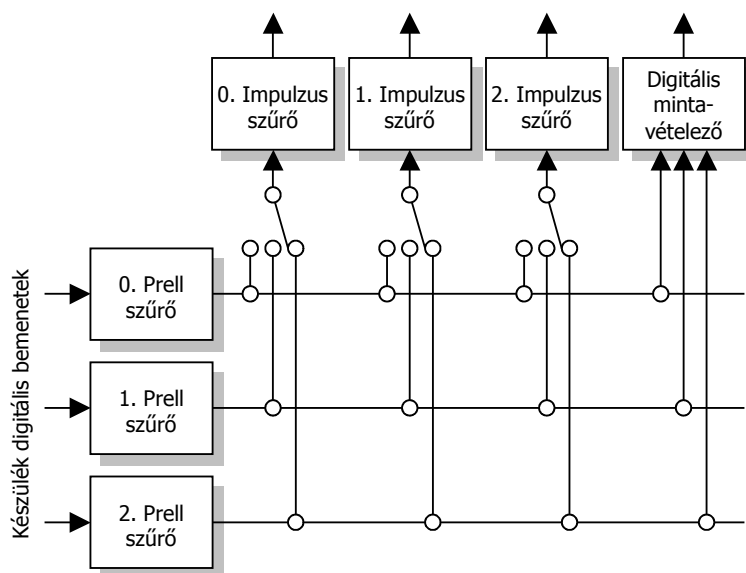 0. Impulzus
szűrő
1. Impulzus
szűrő
2. Impulzus
szűrő
Digitális
minta-
vételező
Készülék digitális bemenetek
0. Prell
szűrő
1. Prell
szűrő
2. Prell
szűrő